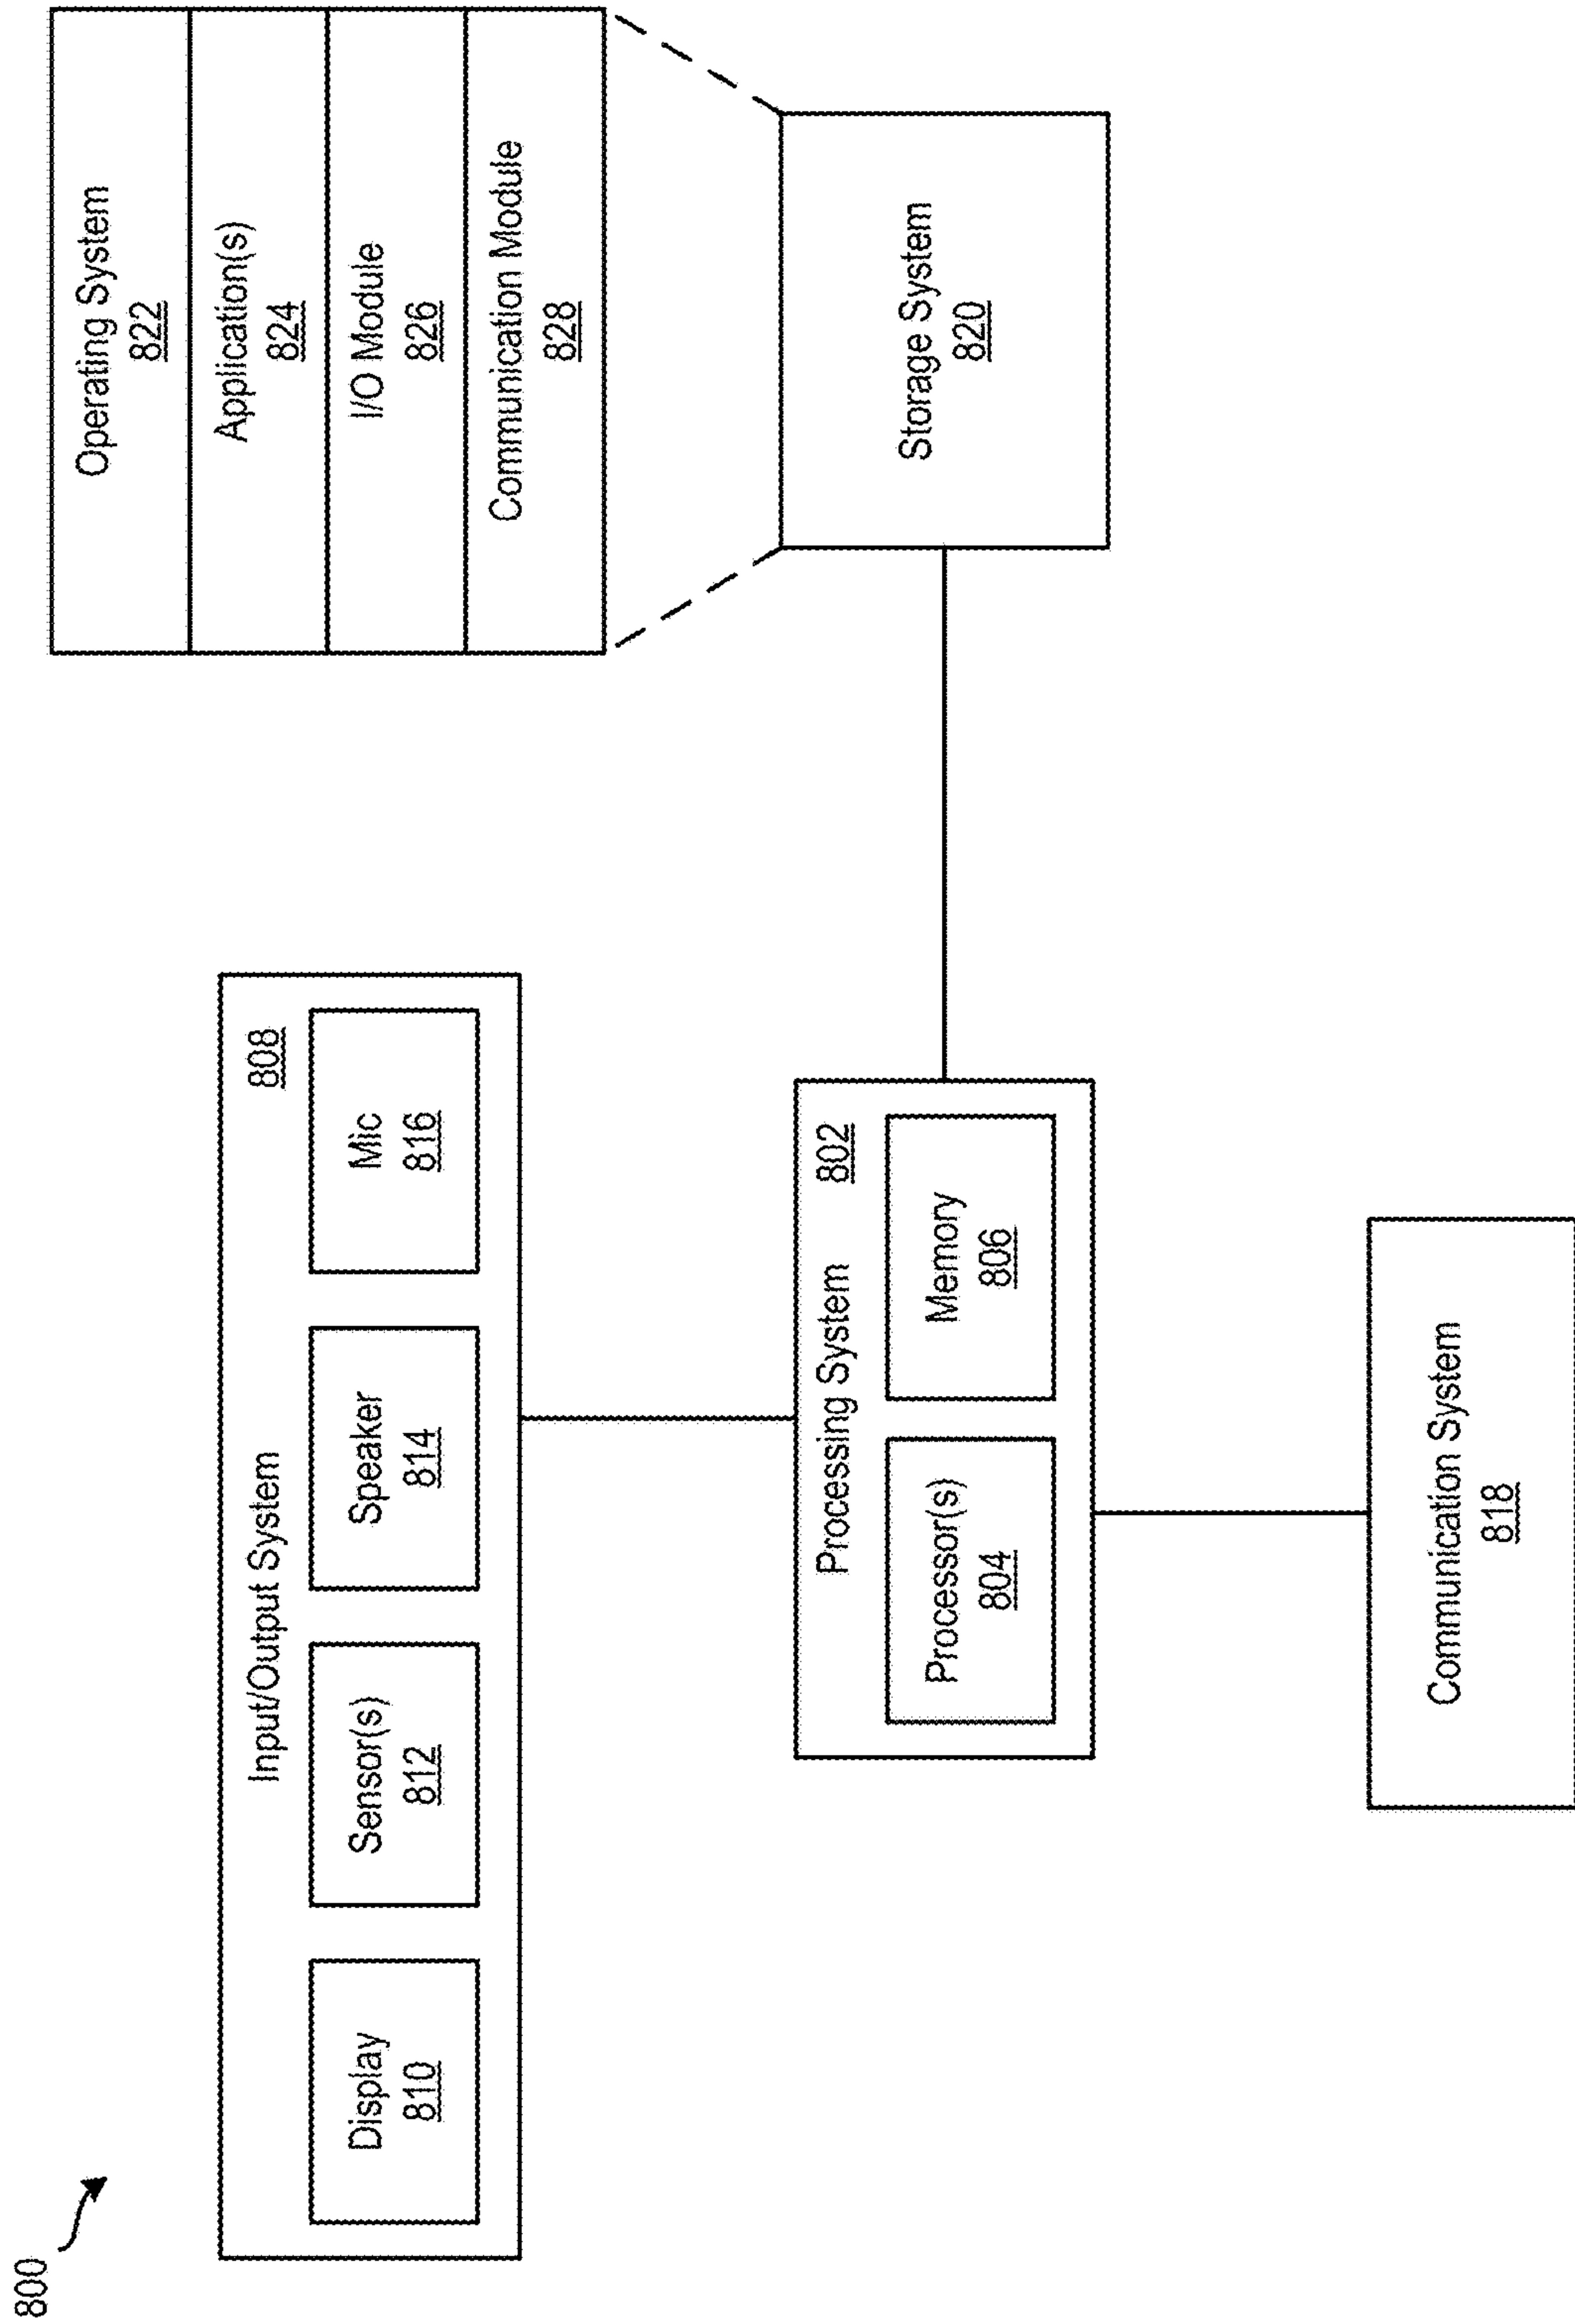 800
Input/Output System
808
Display
810
Sensor(s)
812
Speaker
814
Mic
816
Operating System
822
Application(s)
824
I/O Module
826
Communication Module
828
Processing System
802
Processor(s)
804
Memory
806
Storage System
820
Communication System
818